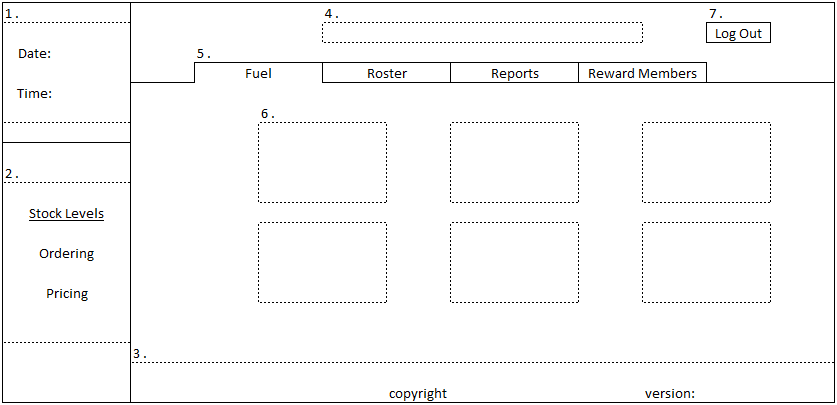 1.
Date:
Time:
2.
Stock Levels
Ordering
Pricing
4.
7.
Log Out
5.
Fuel Roster Reports Reward Members
6.
3.
copyright version: